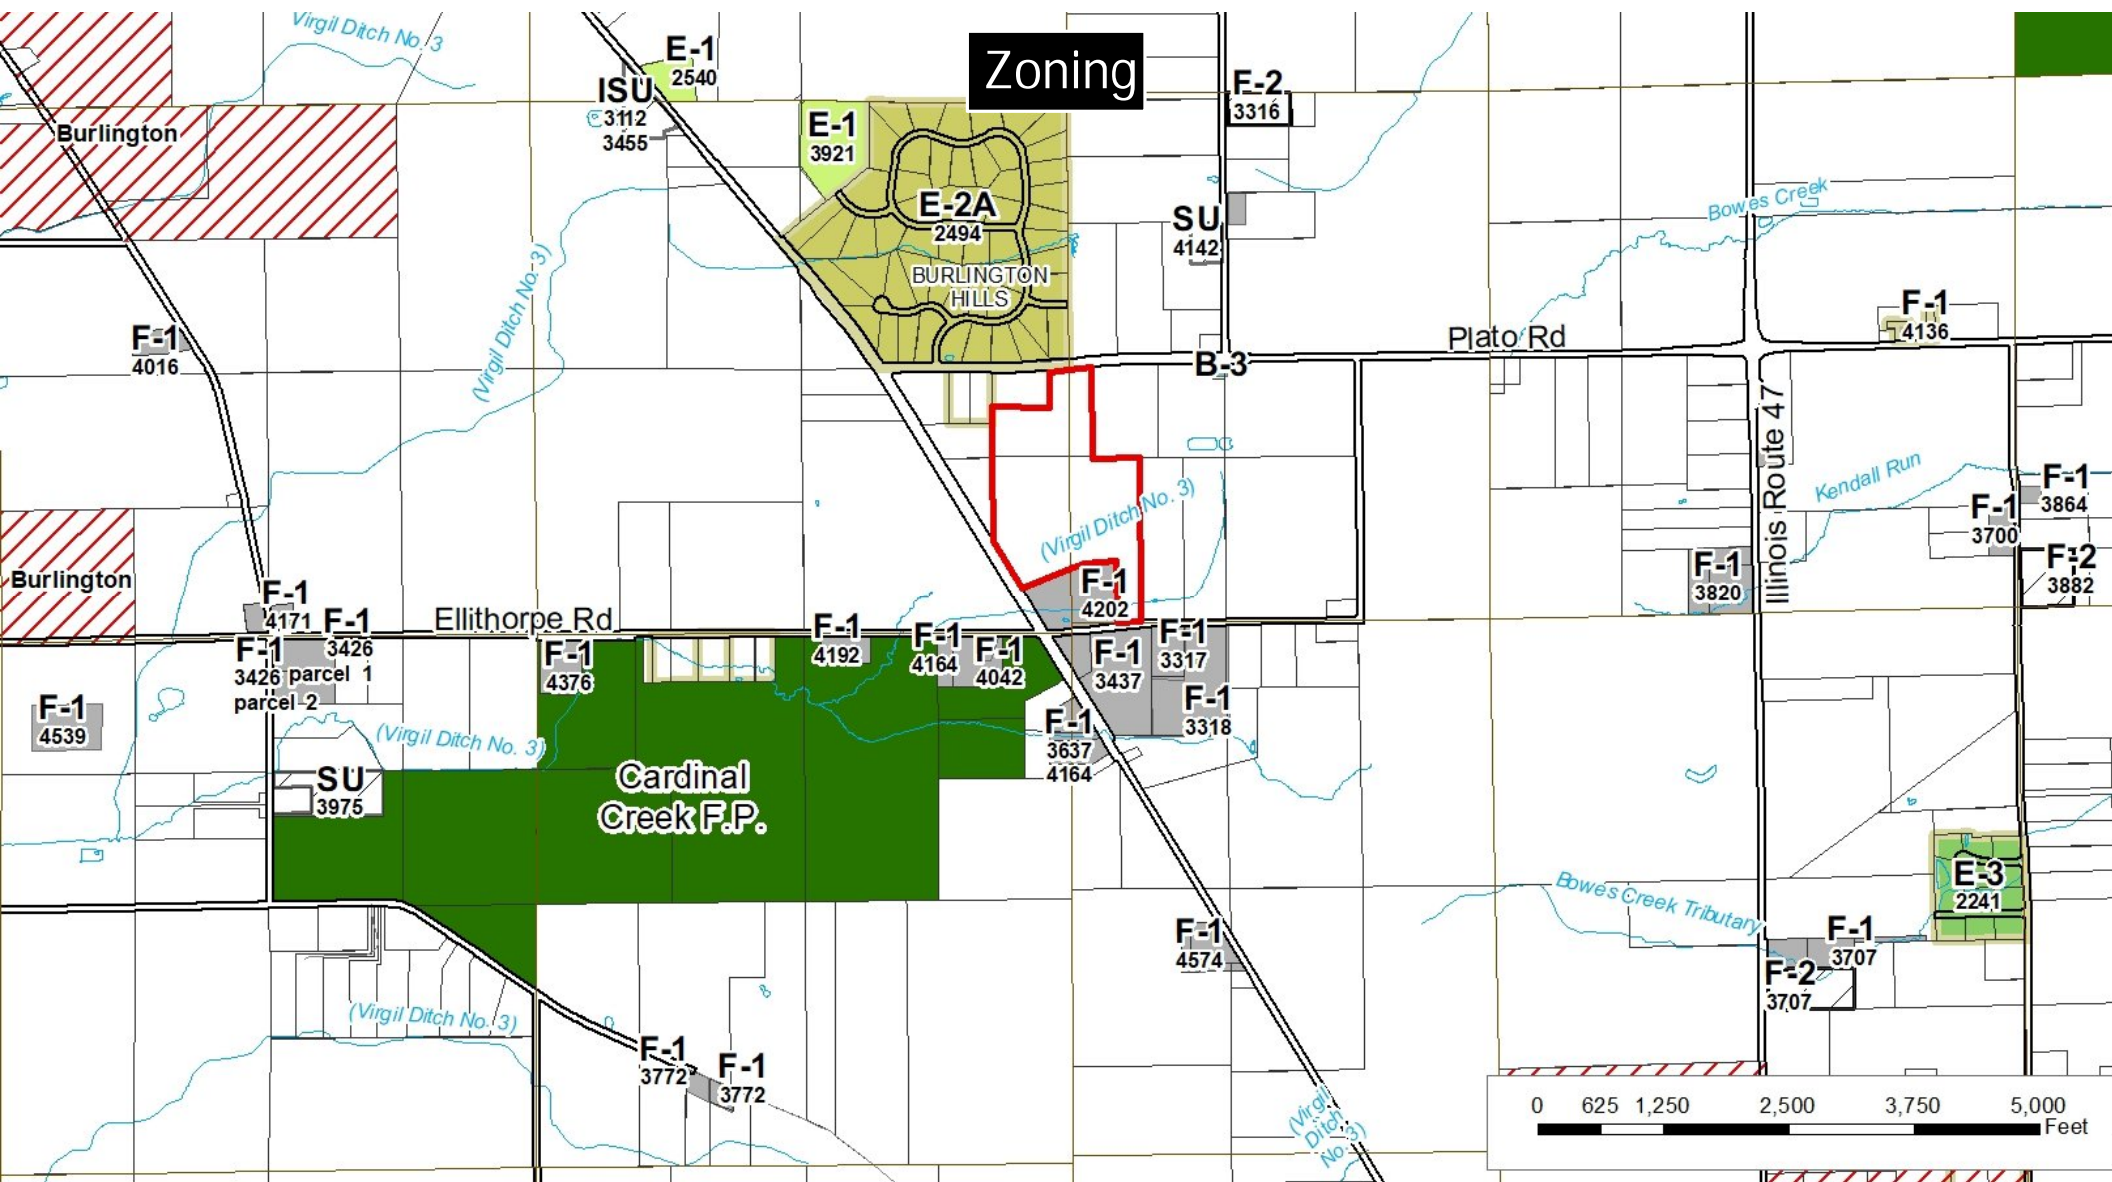 Virgil Ditch No. 3
Zoning
E-1
2540
ISU
3112
3455
F-2
3316
Burlington
E-1
3921
E-2A
2494
BURLINGTON
HILLS
SU
4142
Bowes Creek
(Virgil Ditch No. 3)
F-1
4016
F-1
4136
Plato Rd
B-3
Illinois Route 47
Kendall Run
F-1
3864
F-1
3700
F-2
3882
(Virgil Ditch No. 3)
F-1
3820
Burlington
F-1
4202
F-1
4171
F-1
3426
parcel 1
F-1
3426
parcel 2
Ellithorpe Rd
F-1
4376
F-1
4192
F-1
4164
F-1
4042
F-1
3437
F-1
3317
F-1
3318
F-1
3637
4164
F-1
4539
(Virgil Ditch No. 3)
SU
3975
Cardinal
Creek F.P.
E-3
2241
Bowes Creek Tributary
F-1
4574
F-1
3707
F-2
3707
(Virgil Ditch No. 3)
F-1
3772
F-1
3772
(Virgil
Ditch
No. 3)
0 625 1,250 2,500 3,750 5,000
Feet